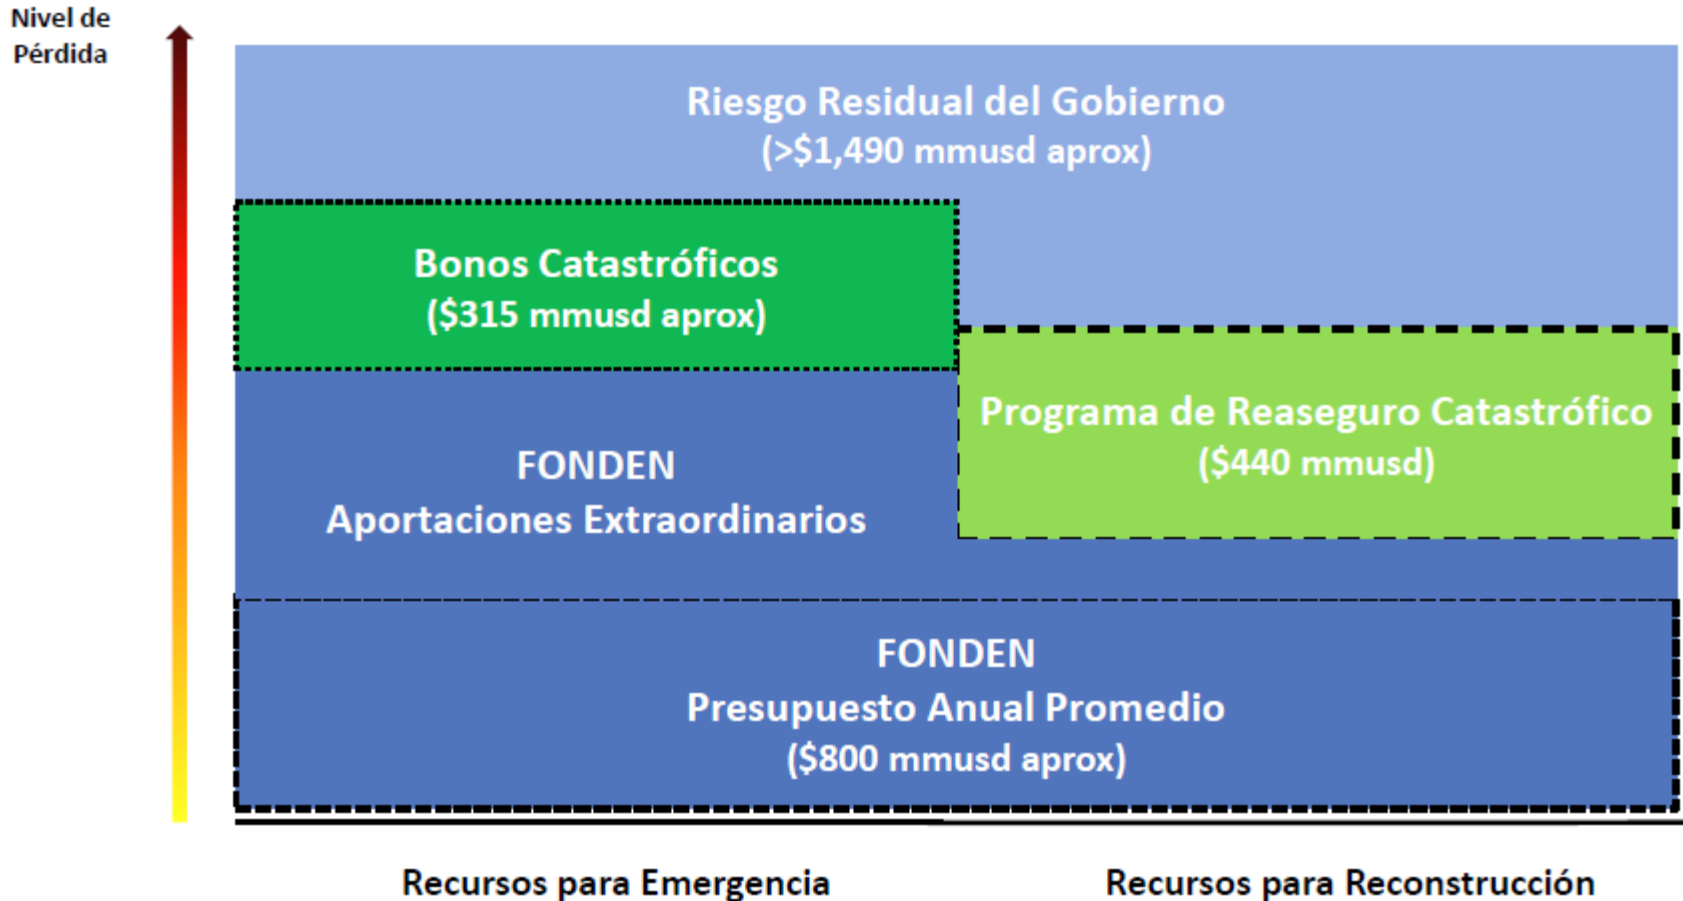 Nivel de
Pérdida
Riesgo Residual del Gobierno
(>$1,490 mmusd aprox)
Bonos Catastróficos
($315 mmusd aprox)
Programa de Reaseguro Catastrófico
($440 mmusd)
FONDEN
Aportaciones Extraordinarios
FONDEN
Presupuesto Anual Promedio
($800 mmusd aprox)
Recursos para Emergencia
Recursos para Reconstrucción